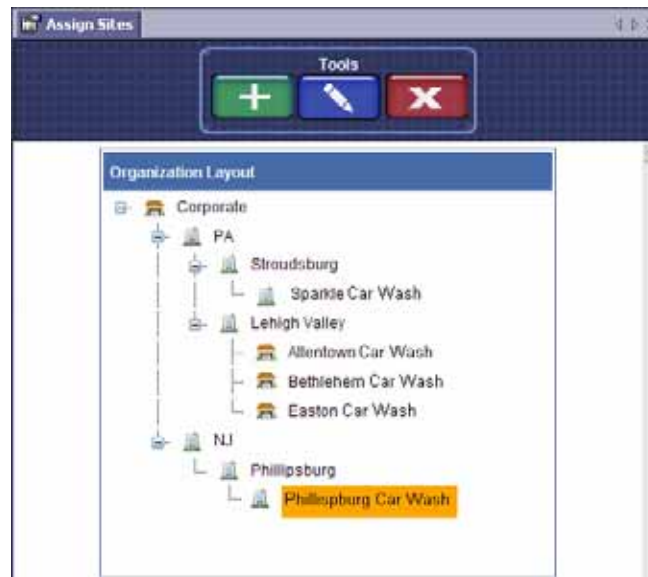 Assign Sites
Tools
Organization Layout
Corporate
PA
Stroudsburg
Sparkle Car Wash
Lehigh Valley
Allentown Car Wash
Bethlehem Car Wash
Easton Car Wash
NJ
Phillipsburg
Phillispburg Car Wash